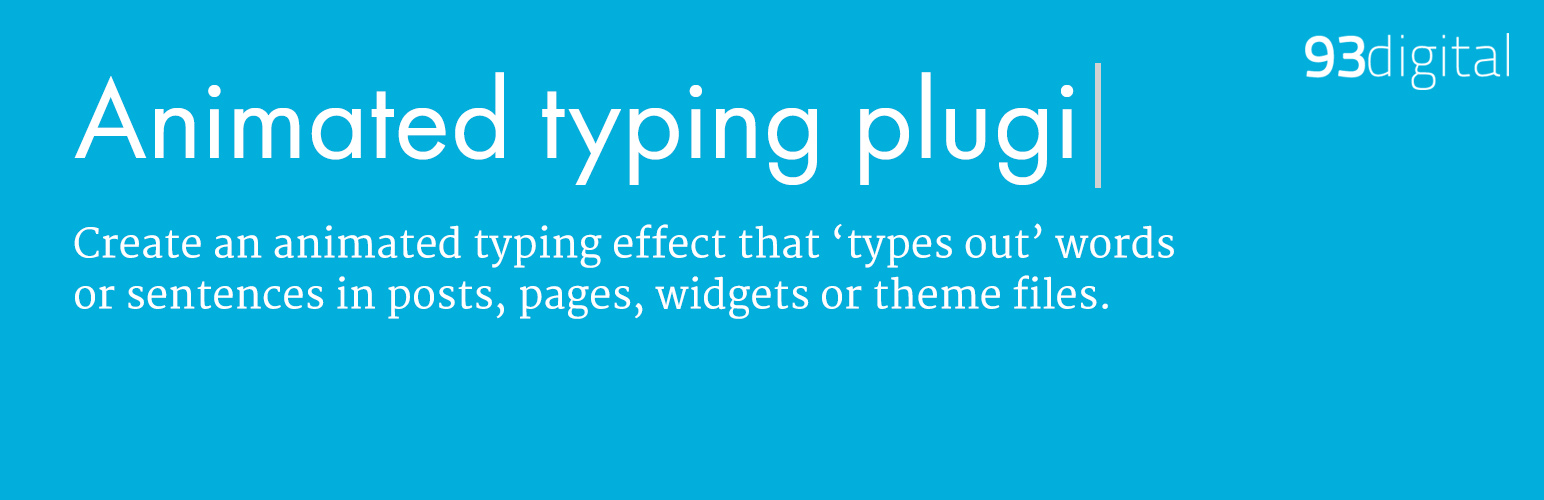 93digital
Animated typing plugi
Create an animated typing effect that ‘types out’ words
or sentences in posts, pages, widgets or theme files.